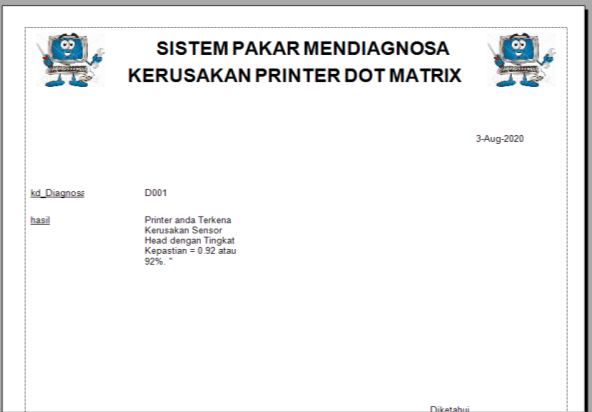 SISTEM PAKAR MENDIAGNOSA
KERUSAKAN PRINTER DOT MATRIX
3-Aug-2020
kd_Diagnosa D001
hasil Printer anda Terkena
Kerusakan Sensor
Head dengan Tingkat
Kepastian = 0.92 atau
92%. "
Diketahui